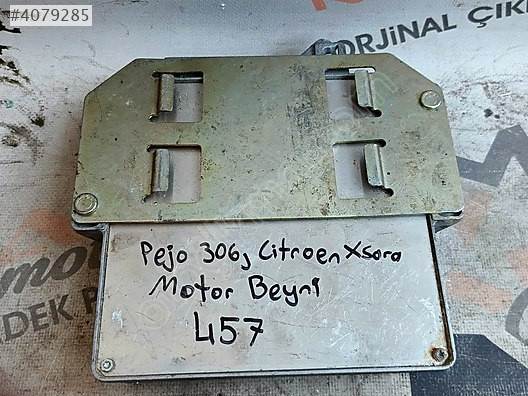 #4079285
ORJİNAL ÇIK
Pejo 306, Citroen Xsara
Motor Beyni
457